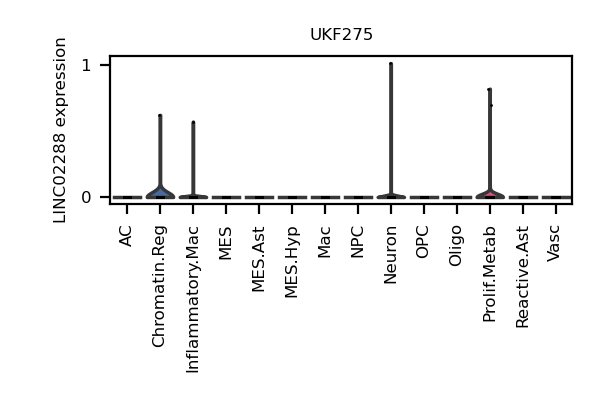 UKF275
LINC02288 expression
1
0
AC
Chromatin.Reg
Inflammatory.Mac
MES
MES.Ast
MES.Hyp
Mac
NPC
Neuron
OPC
Oligo
Prolif.Metab
Reactive.Ast
Vasc